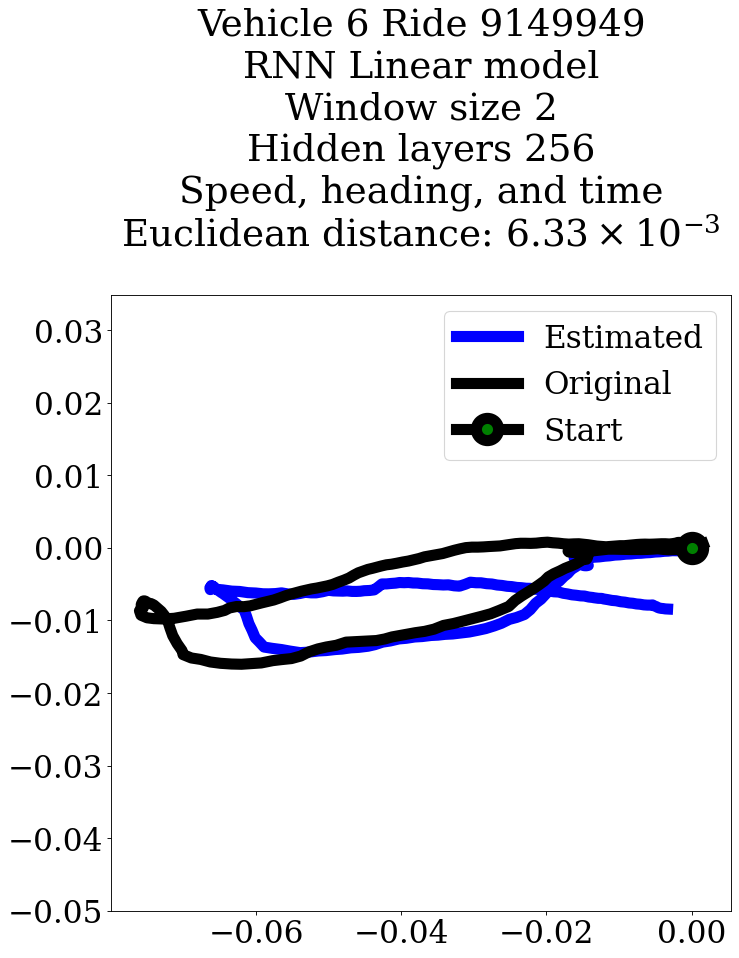 Vehicle 6 Ride 9149949
RNN Linear model
Window size 2
Hidden layers 256
Speed, heading, and time
Euclidean distance: 6.33 × 10⁻³
Estimated
Original
Start
0.03
0.02
0.01
0.00
−0.01
−0.02
−0.03
−0.04
−0.05
−0.06 −0.04 −0.02 0.00